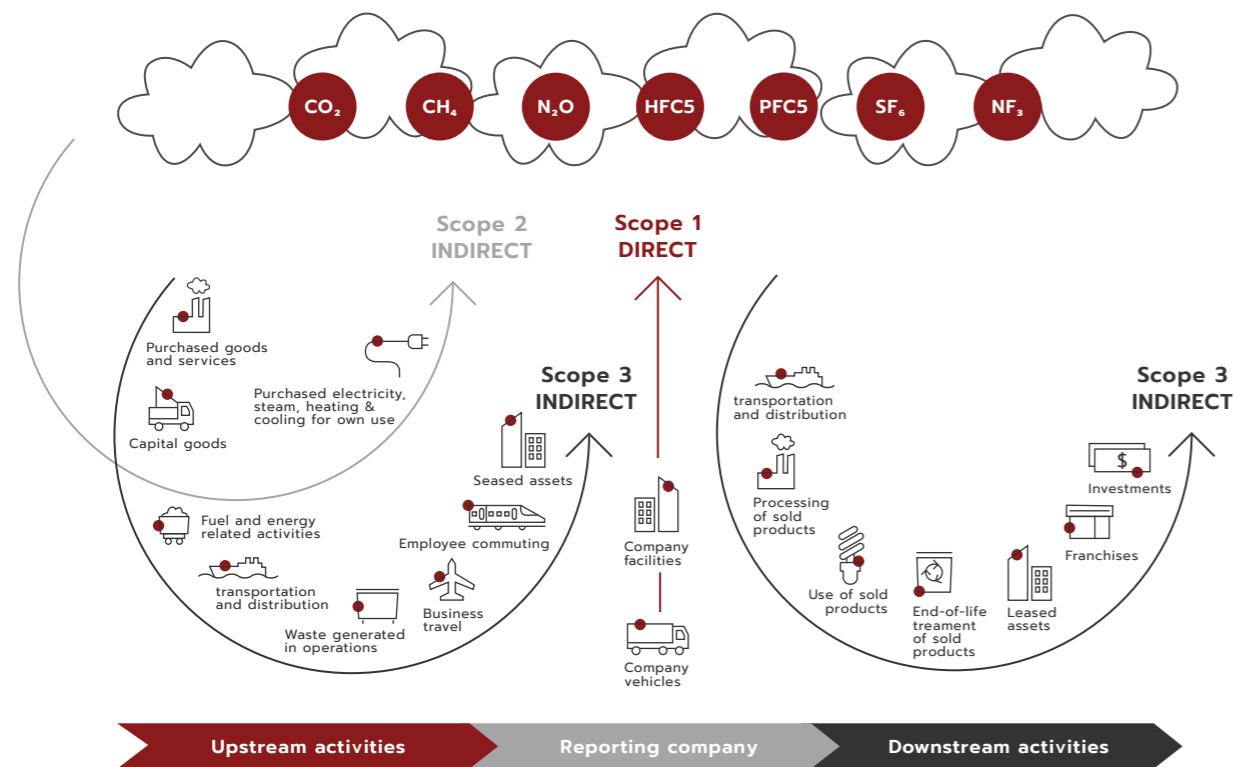 CO₂
CH₄
N₂O
HFC5
PFC5
SF₆
NF₃
Scope 2
INDIRECT
Scope 1
DIRECT
Purchased goods
and services
Capital goods
Purchased electricity,
steam, heating &
cooling for own use
Scope 3
INDIRECT
Seased assets
Fuel and energy
related activities
Employee commuting
transportation
and distribution
Waste generated
in operations
Business
travel
Company
facilities
Company
vehicles
transportation
and distribution
Processing
of sold
products
Use of sold
products
End-of-life
treament
of sold
products
Leased
assets
Franchises
Investments
$
Scope 3
INDIRECT
Upstream activities
Reporting company
Downstream activities